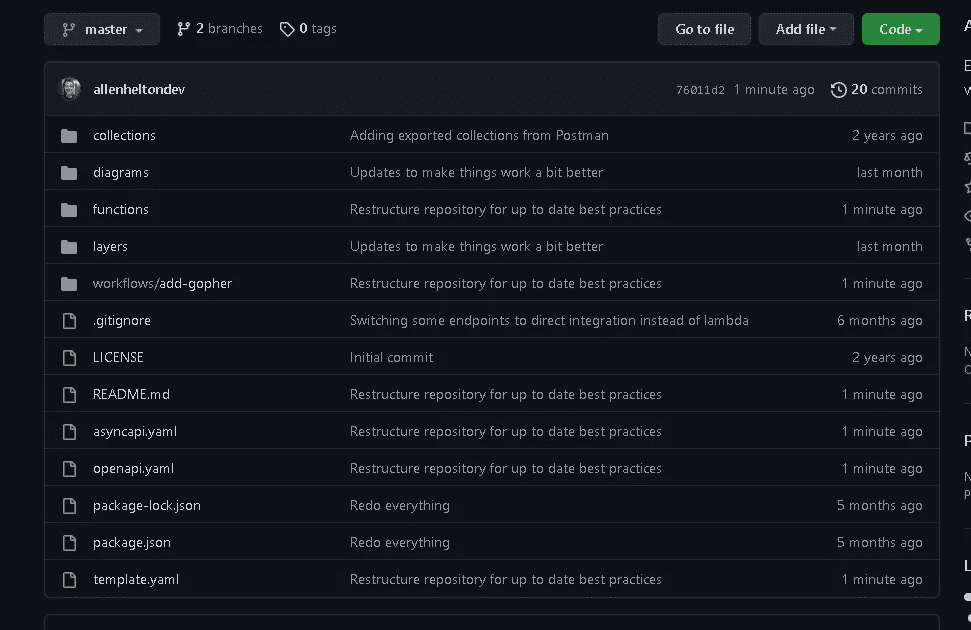 master 2 branches 0 tags Go to file Add file Code
allenheltondev 76011d2 1 minute ago 20 commits
collections Adding exported collections from Postman 2 years ago
diagrams Updates to make things work a bit better last month
functions Restructure repository for up to date best practices 1 minute ago
layers Updates to make things work a bit better last month
workflows/add-gopher Restructure repository for up to date best practices 1 minute ago
.gitignore Switching some endpoints to direct integration instead of lambda 6 months ago
LICENSE Initial commit 2 years ago
README.md Restructure repository for up to date best practices 1 minute ago
asyncapi.yaml Restructure repository for up to date best practices 1 minute ago
openapi.yaml Restructure repository for up to date best practices 1 minute ago
package-lock.json Redo everything 5 months ago
package.json Redo everything 5 months ago
template.yaml Restructure repository for up to date best practices 1 minute ago